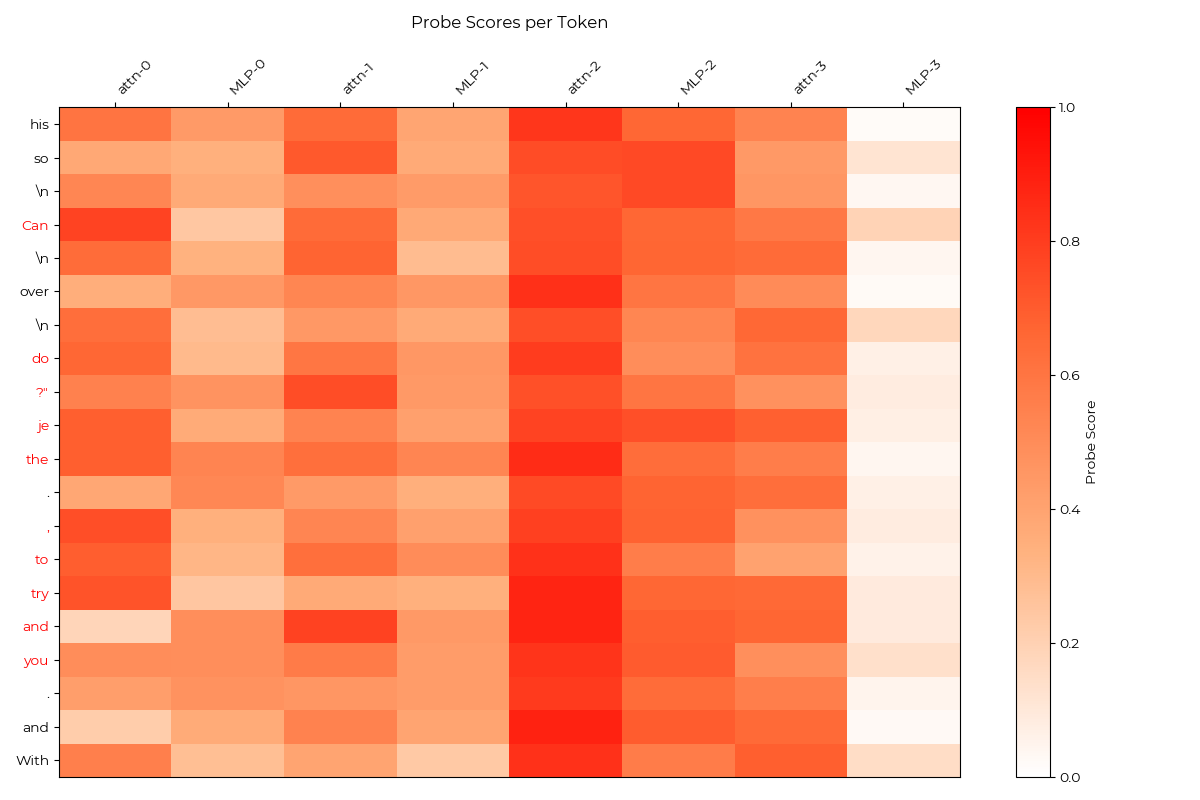 Probe Scores per Token
attn-0 MLP-0 attn-1 MLP-1 attn-2 MLP-2 attn-3 MLP-3
his
so
\n
Can
\n
over
\n
do
?"
je
the
.
,
to
try
and
you
.
and
With
1.0
0.8
0.6
0.4
0.2
0.0
Probe Score